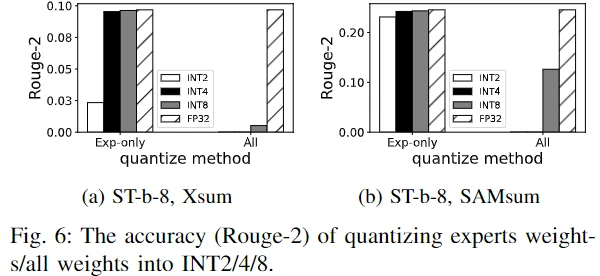 0.10
0.08
0.05
0.03
0.00
Rouge-2
INT2
INT4
INT8
FP32
Exp-only
All
quantize method
0.20
0.10
0.00
Rouge-2
INT2
INT4
INT8
FP32
Exp-only
All
quantize method
(a) ST-b-8, Xsum
(b) ST-b-8, SAMsum
Fig. 6: The accuracy (Rouge-2) of quantizing experts weight-
s/all weights into INT2/4/8.